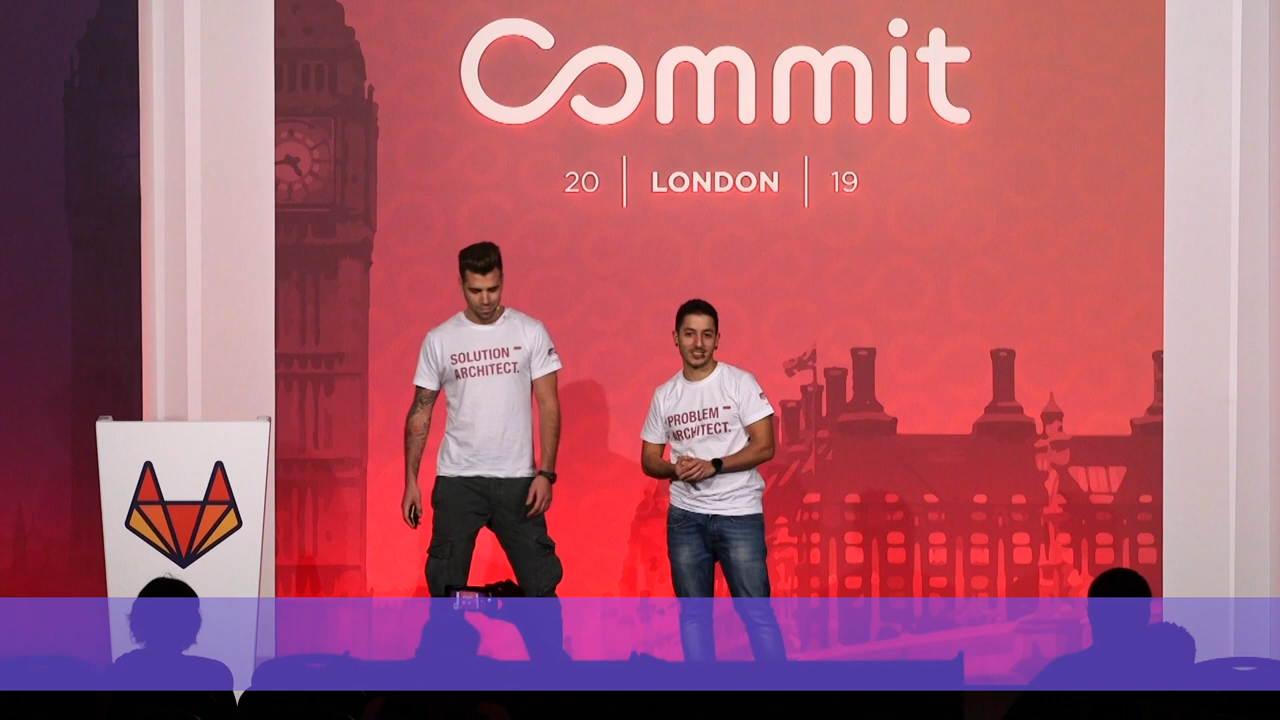 Commit
20 | LONDON | 19
SOLUTION
ARCHITECT.
PROBLEM
ARCHITECT.